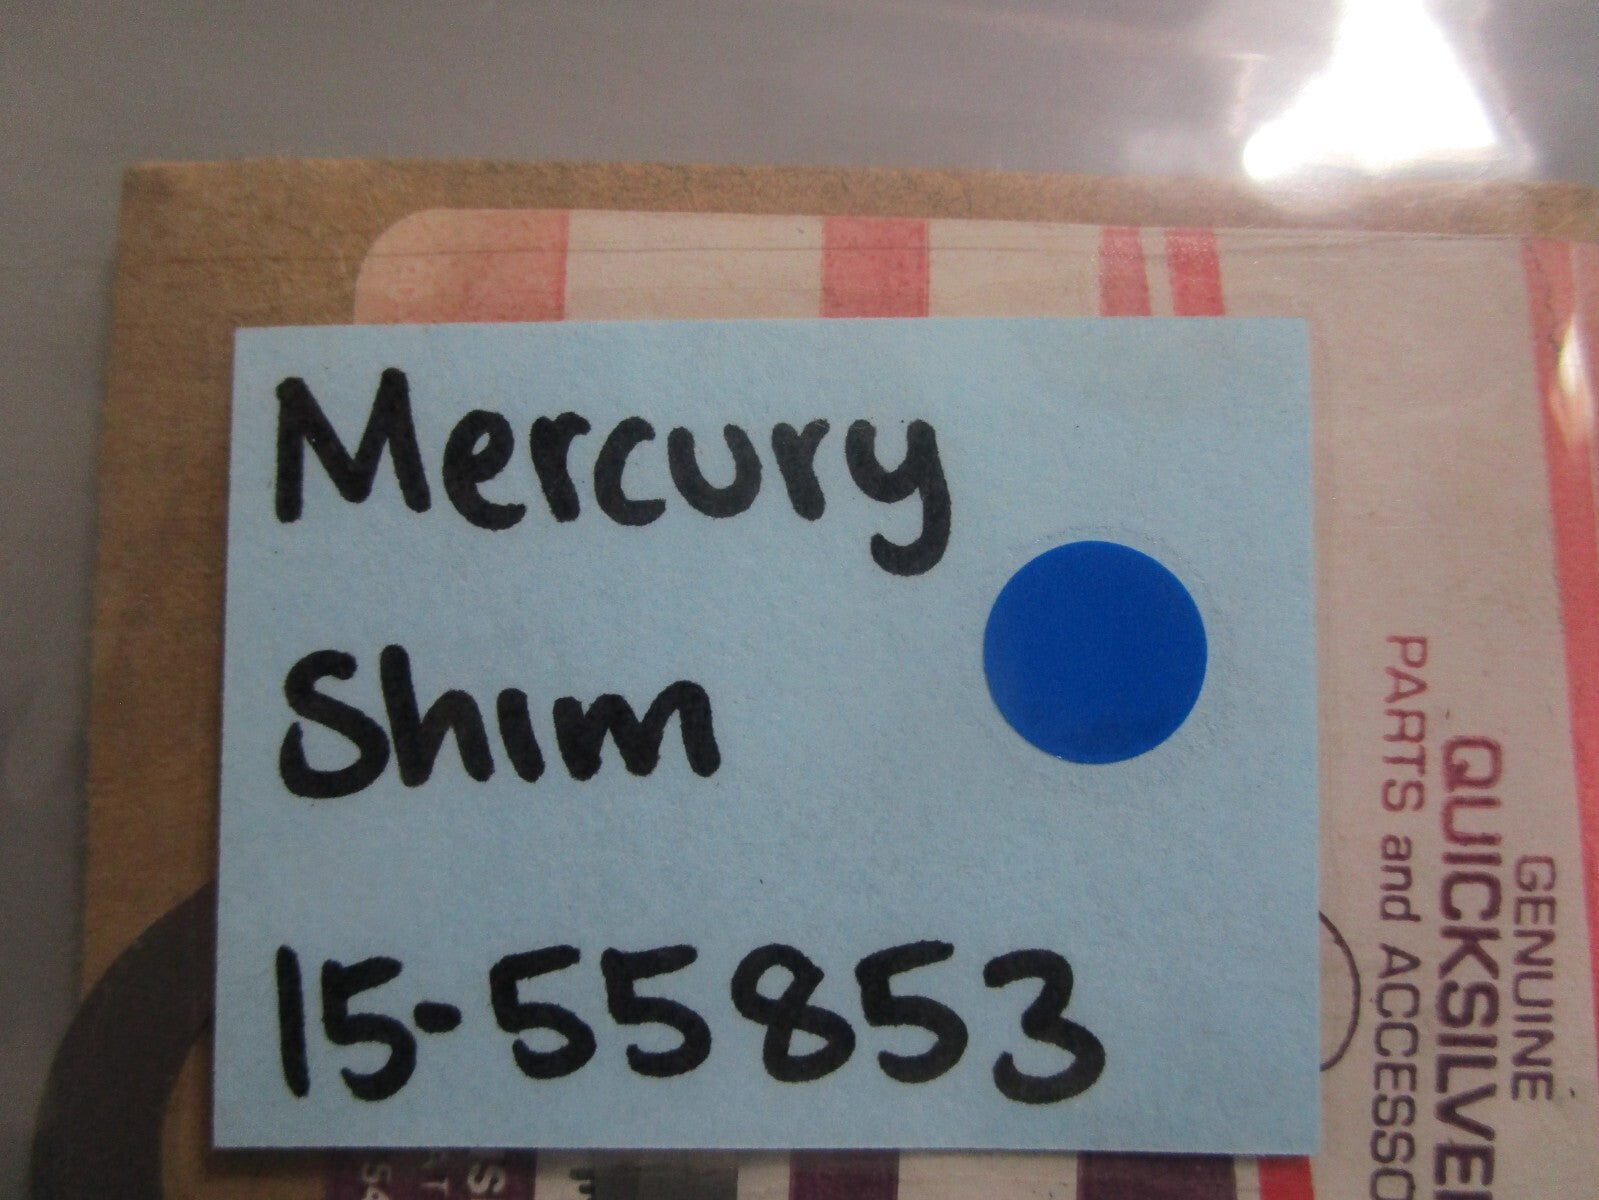 Mercury
Shim
15-55853
GENUINE
QUICKSILVE
PARTS and ACCESSO